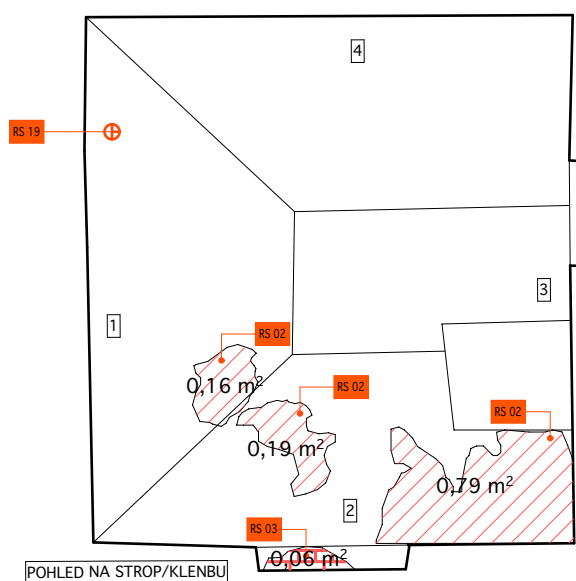 4
RS 19
3
1
RS 02
0,16 m²
RS 02
RS 02
0,19 m²
0,79 m²
2
RS 03
0,06 m²
POHLED NA STROP/KLENBU